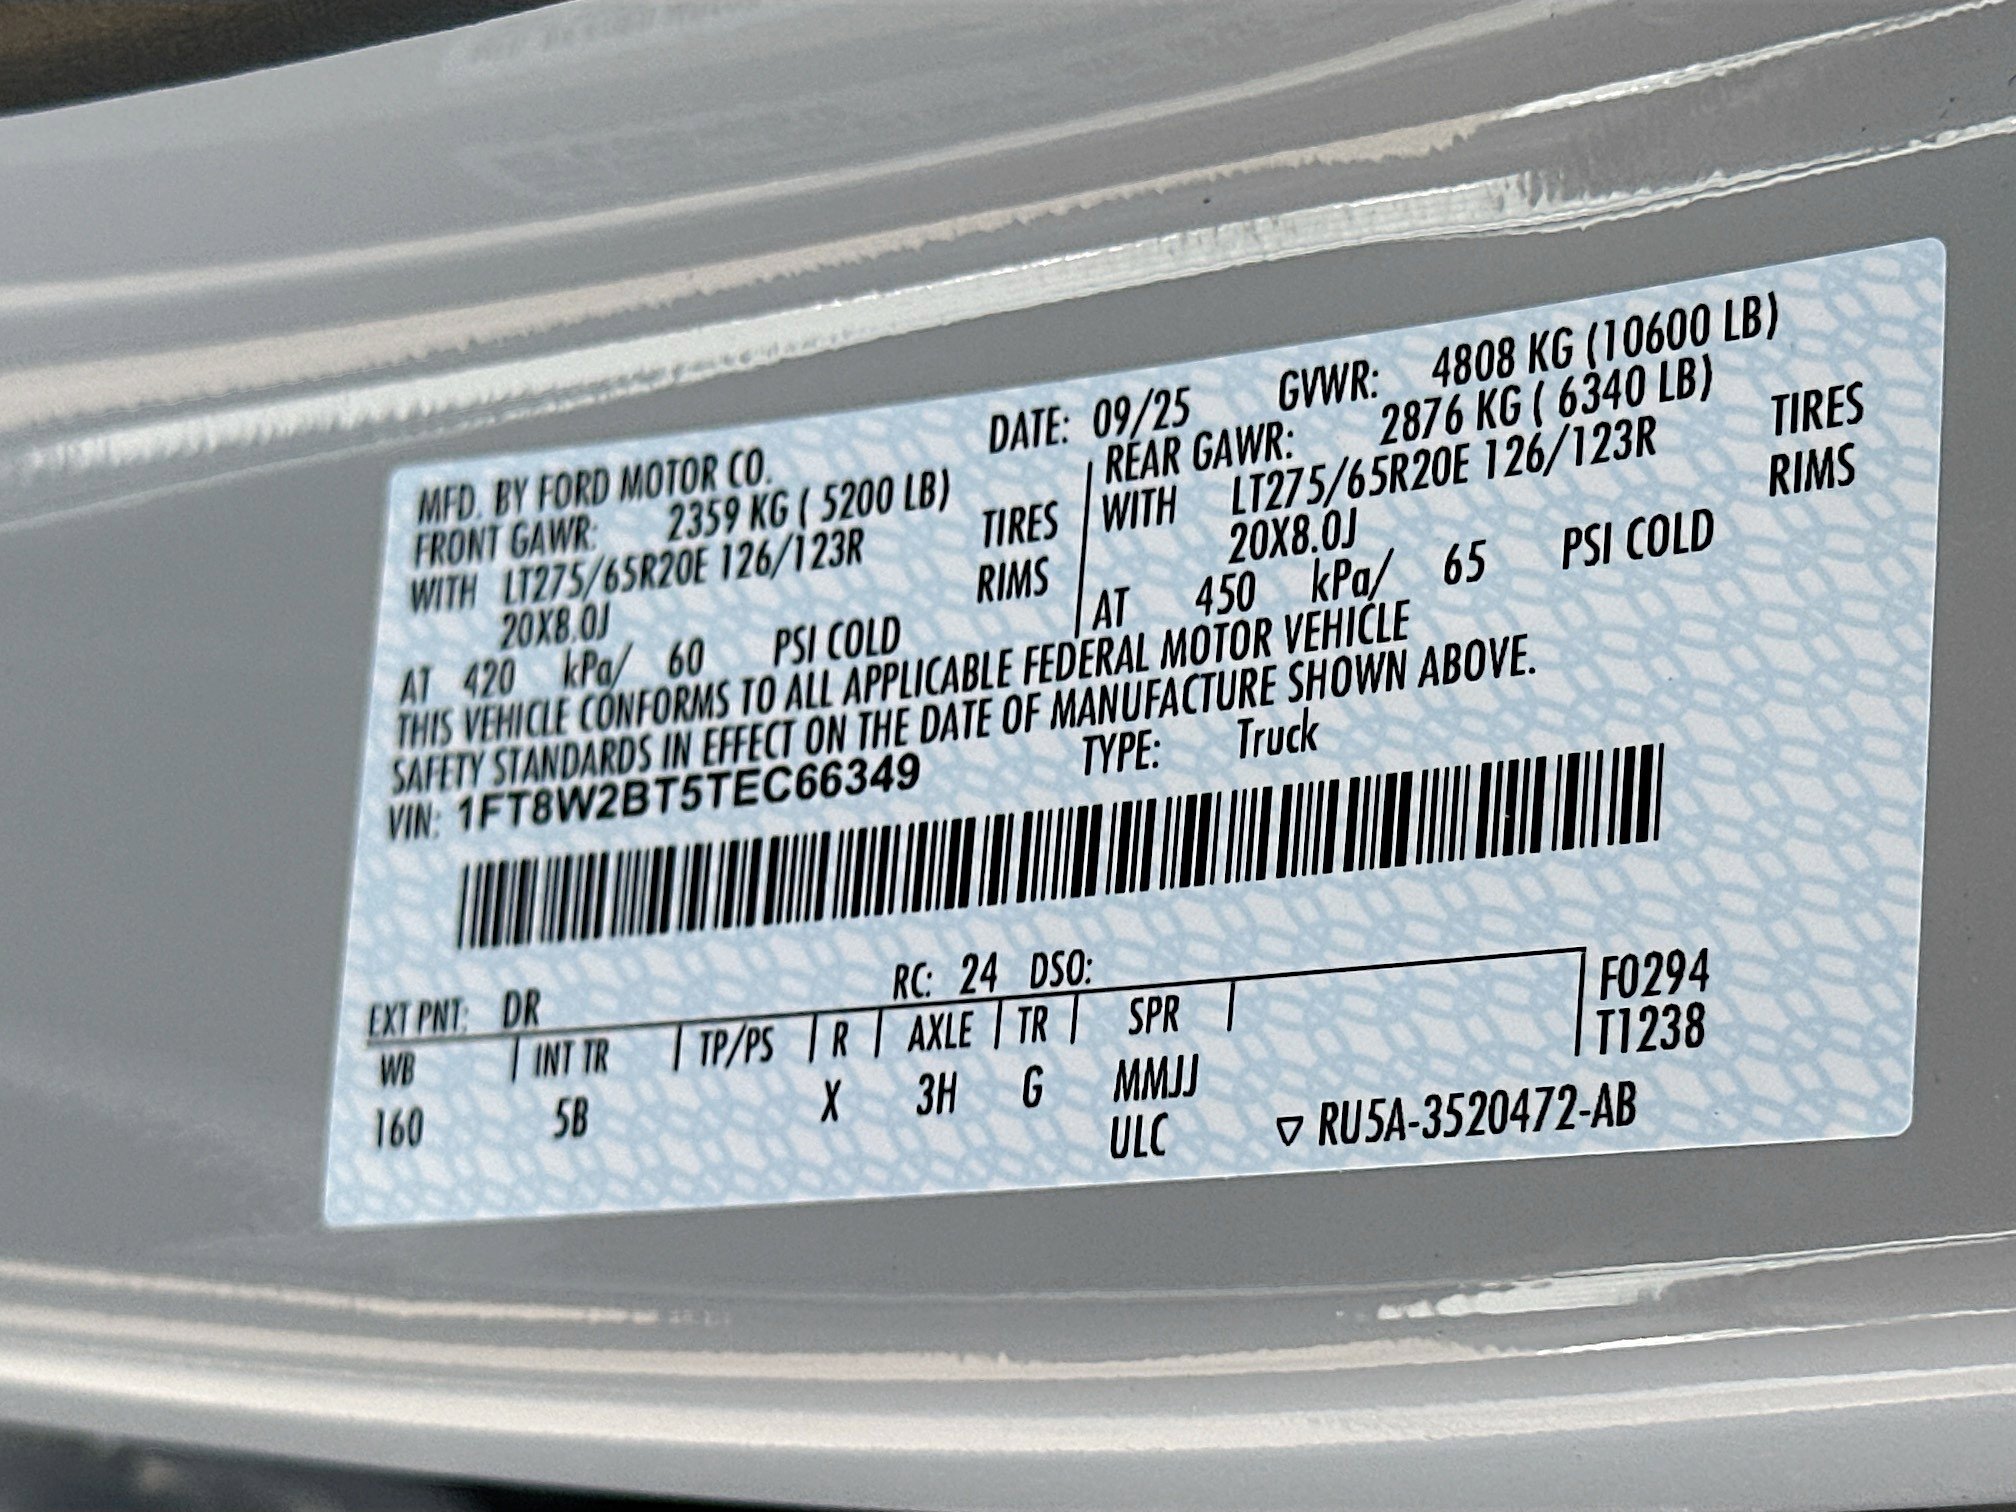 MFD. BY FORD MOTOR CO. DATE: 09/25 GVWR: 4808 KG (10600 LB)
FRONT GAWR: 2359 KG ( 5200 LB) REAR GAWR: 2876 KG ( 6340 LB)
WITH LT275/65R20E 126/123R TIRES WITH LT275/65R20E 126/123R TIRES
20X8.0J RIMS 20X8.0J RIMS
AT 420 kPa/ 60 PSI COLD AT 450 kPa/ 65 PSI COLD
THIS VEHICLE CONFORMS TO ALL APPLICABLE FEDERAL MOTOR VEHICLE
SAFETY STANDARDS IN EFFECT ON THE DATE OF MANUFACTURE SHOWN ABOVE.
VIN: 1FT8W2BT5TEC66349 TYPE: Truck
EXT PNT: DR RC: 24 DSO: F0294
WB | INT TR | TP/PS | R | AXLE | TR | SPR | T1238
160 5B X 3H G MMJJ
ULC ▽ RU5A-3520472-AB